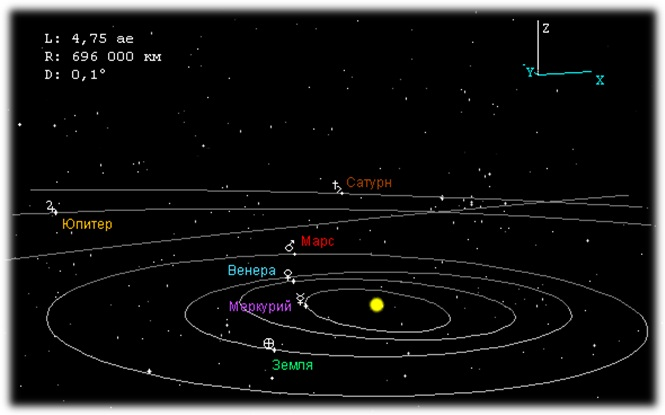 L: 4,75 ае
R: 696 000 км
D: 0,1°
Z
Y
X
Сатурн
Юпитер
Марс
Венера
Меркурий
Земля